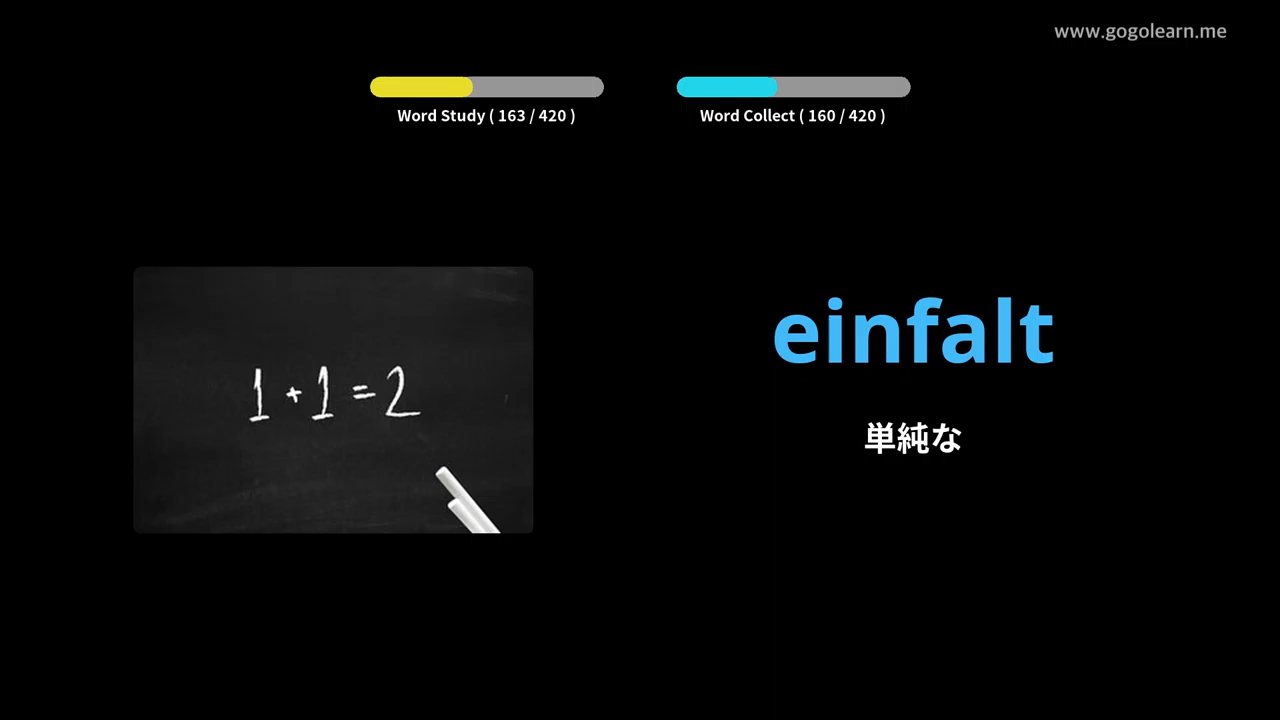 www.gogolearn.me
Word Study ( 163 / 420 )
Word Collect ( 160 / 420 )
1 + 1 = 2
einfalt
単純な